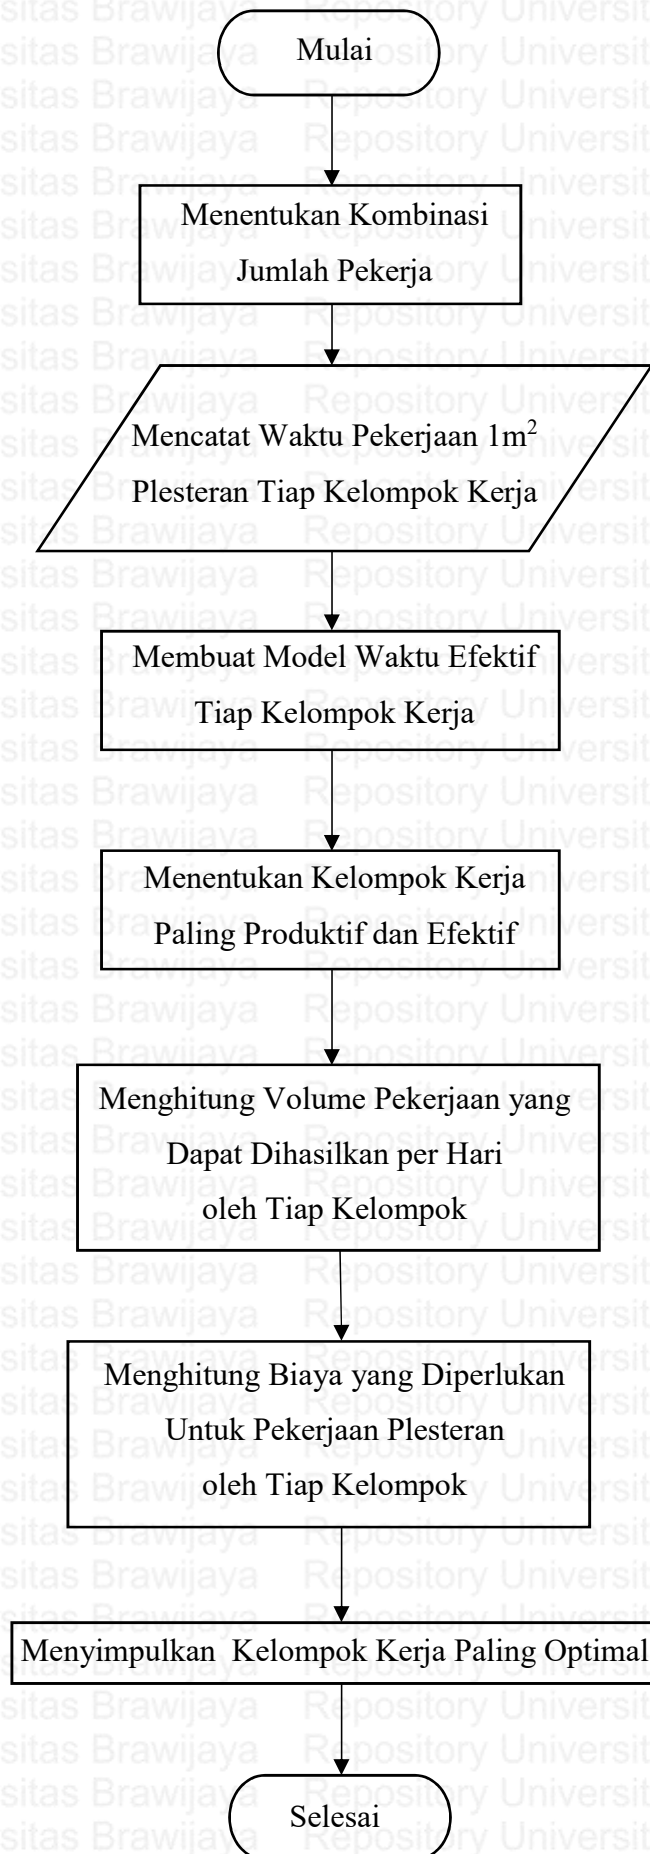 Mulai
Menentukan Kombinasi
Jumlah Pekerja
Mencatat Waktu Pekerjaan 1m²
Plesteran Tiap Kelompok Kerja
Membuat Model Waktu Efektif
Tiap Kelompok Kerja
Menentukan Kelompok Kerja
Paling Produktif dan Efektif
Menghitung Volume Pekerjaan yang
Dapat Dihasilkan per Hari
oleh Tiap Kelompok
Menghitung Biaya yang Diperlukan
Untuk Pekerjaan Plesteran
oleh Tiap Kelompok
Menyimpulkan  Kelompok Kerja Paling Optimal
Selesai